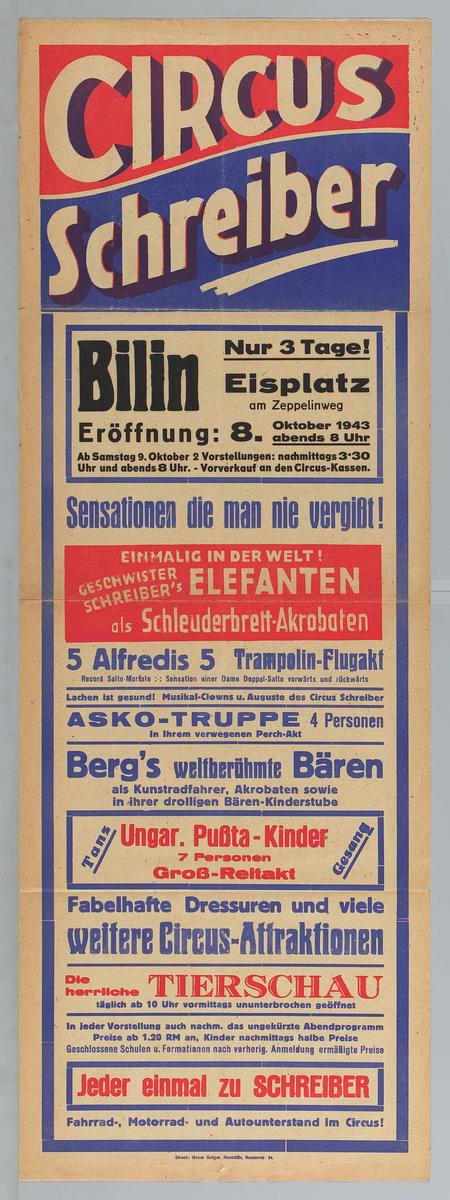 CIRCUS
Schreiber
Bilin
Nur 3 Tage!
Eisplatz
am Zeppelinweg
Eröffnung: 8. Oktober 1943
abends 8 Uhr
Ab Samstag 9. Oktober 2 Vorstellungen: nachmittags 3·30
Uhr und abends 8 Uhr. - Vorverkauf an den Circus-Kassen.
Sensationen die man nie vergißt!
EINMALIG IN DER WELT!
GESCHWISTER
SCHREIBER's ELEFANTEN
als Schleuderbrett-Akrobaten
5 Alfredis 5 Trampolin-Flugakt
Record Salto-Mortale :-: Sensation einer Dame Doppel-Salto vorwärts und rückwärts
Lachen ist gesund! Musikal-Clowns u. Auguste des Circus Schreiber
ASKO-TRUPPE 4 Personen
in ihrem verwegenen Perch-Akt
Berg's weltberühmte Bären
als Kunstradfahrer, Akrobaten sowie
in ihrer drolligen Bären-Kinderstube
Tanz
Ungar. Pußta-Kinder
7 Personen
Groß-Reitakt
Gesang
Fabelhafte Dressuren und viele
weitere Circus-Attraktionen
Die
herrliche TIERSCHAU
täglich ab 10 Uhr vormittags ununterbrochen geöffnet
In jeder Vorstellung auch nachm. das ungekürzte Abendprogramm
Preise ab 1.20 RM an, Kinder nachmittags halbe Preise
Geschlossene Schulen u. Formationen nach vorherig. Anmeldung ermäßigte Preise
Jeder einmal zu SCHREIBER
Fahrrad-, Motorrad- und Autounterstand im Circus!
Druck: Oskar